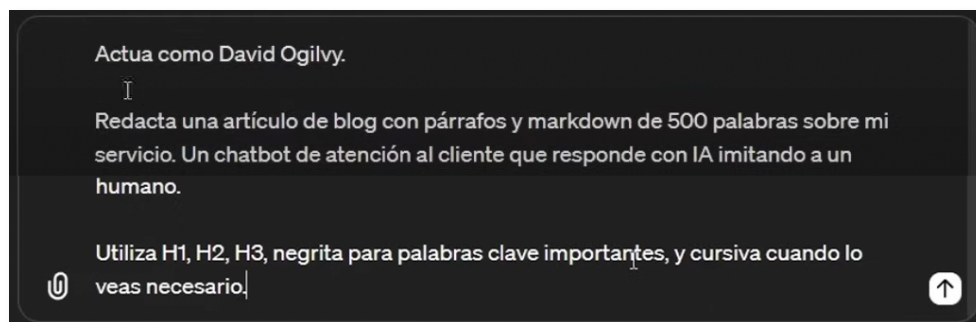 Actua como David Ogilvy.
Redacta una artículo de blog con párrafos y markdown de 500 palabras sobre mi
servicio. Un chatbot de atención al cliente que responde con IA imitando a un
humano.
Utiliza H1, H2, H3, negrita para palabras clave importantes, y cursiva cuando lo
veas necesario.